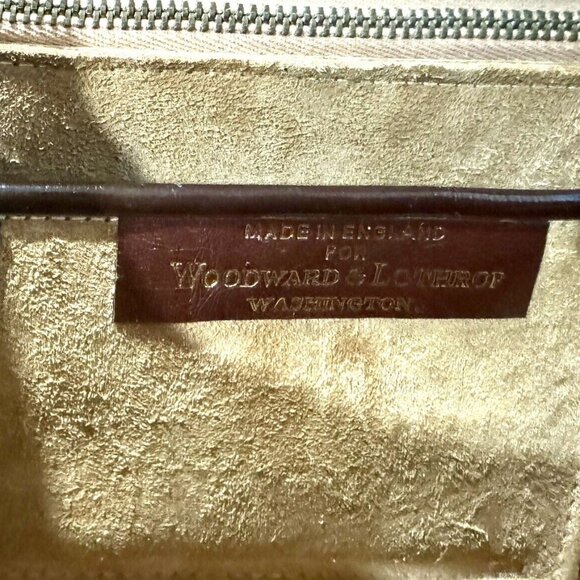 MADE IN ENGLAND
FOR
WOODWARD & LOTHROP
WASHINGTON.